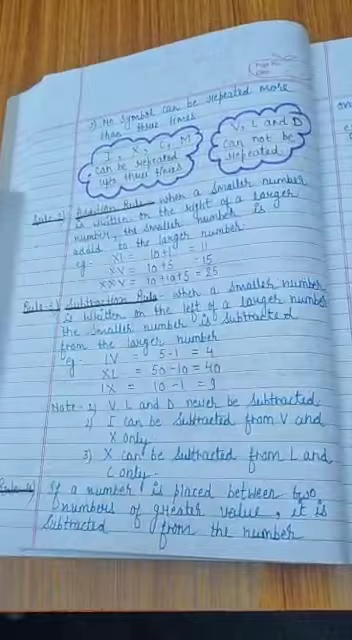 Page No.
Date
2) No symbol can be repeated more
than three times
I, X, C, M
can be repeated
upto three times
V, L and D
can not be
repeated
Rule-2) Addition Rule - when a smaller number
is written on the right of a larger
number, the smaller number is
added to the larger number.
eg - XI = 10+1 = 11
XV = 10+5 = 15
XXV = 10+10+5 = 25
Subtraction Rule - when a smaller number
is written on the left of a larger number
the smaller number is subtracted
from the larger number
eg - IV = 5-1 = 4
XL = 50-10 = 40
IX = 10-1 = 9
Note - 1) V, L and D never be subtracted.
2) I can be subtracted from V and
X only.
3) X can be subtracted from L and
C only.
Rule-4) If a number is placed between two
numbers of greater value, it is
subtracted from the number